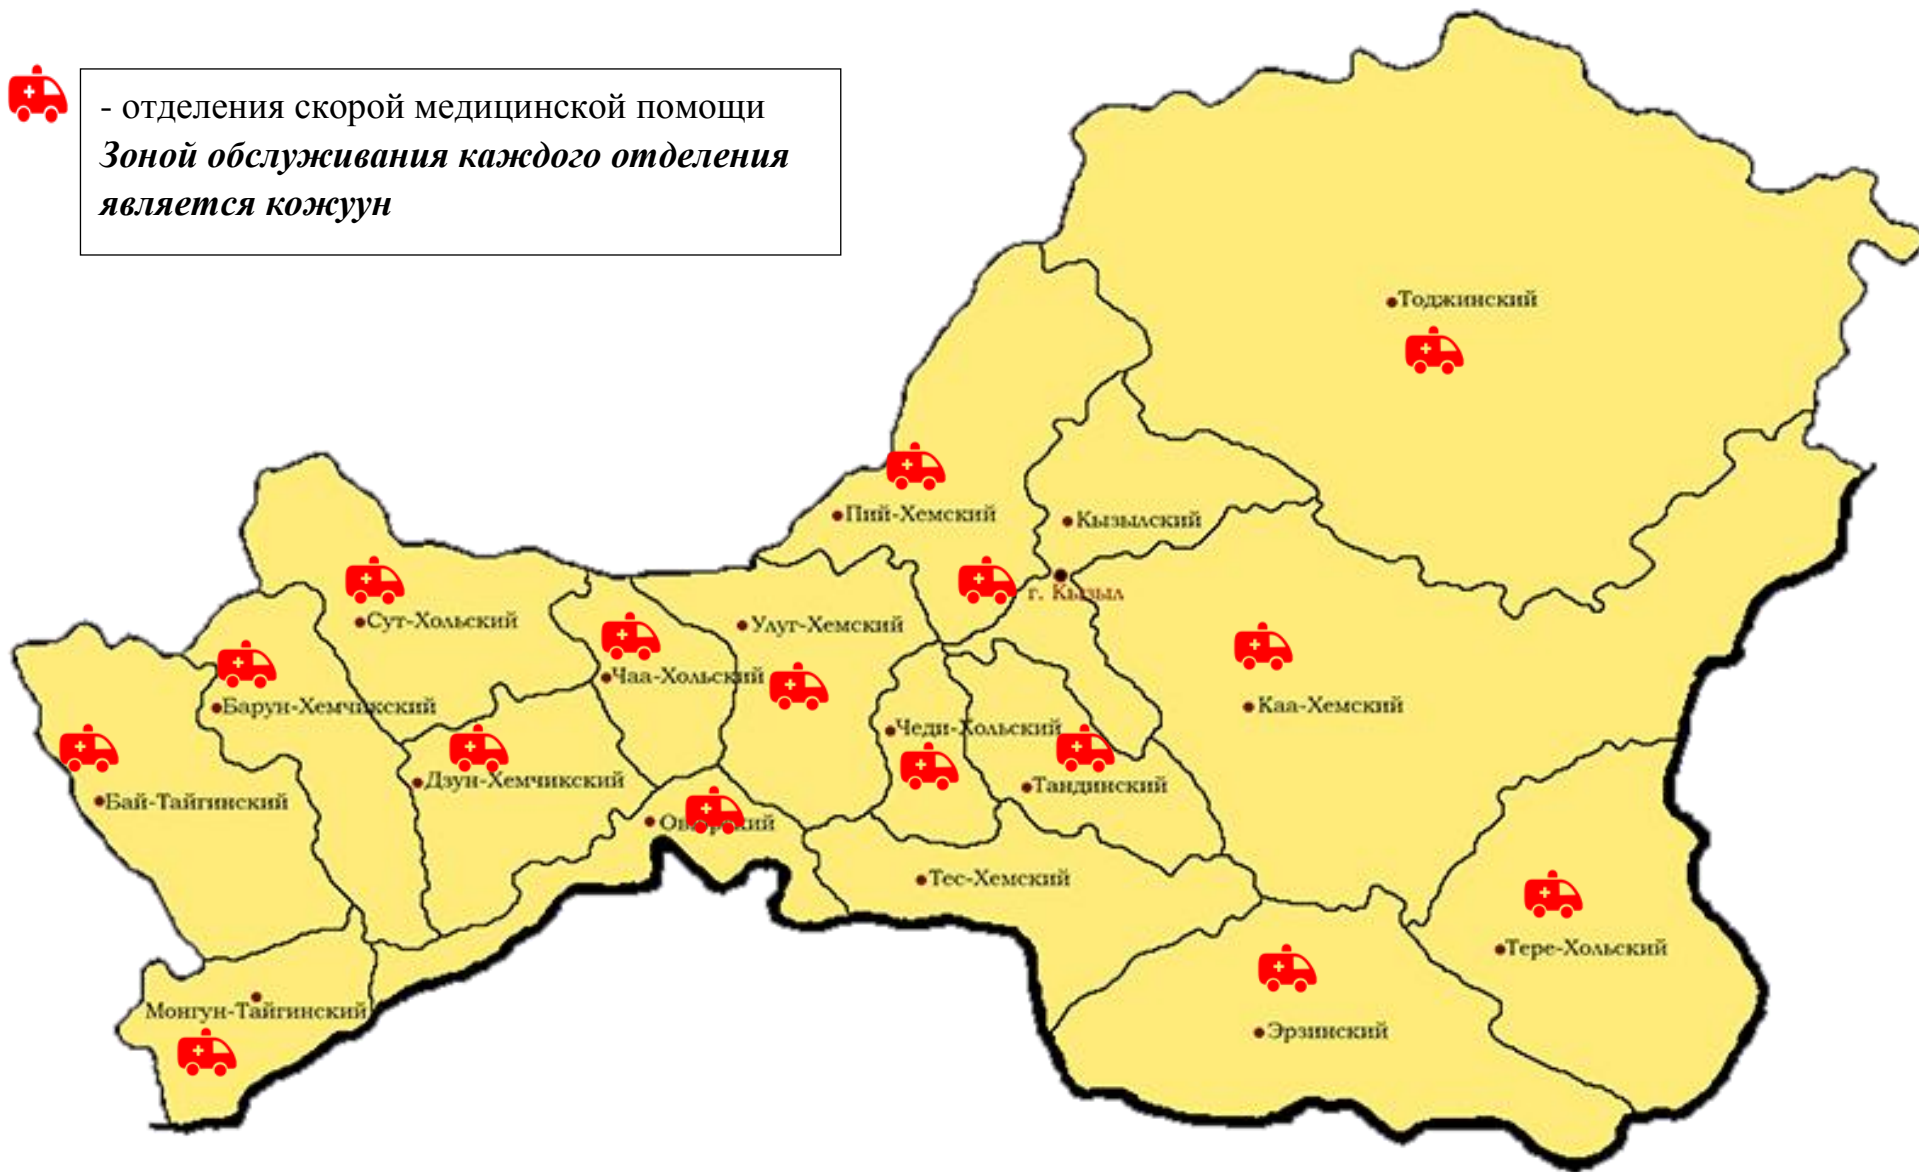 - отделения скорой медицинской помощи
Зоной обслуживания каждого отделения
является кожуун
Тоджинский
Пий-Хемский
Кызылский
г. Кызыл
Сут-Хольский
Улуг-Хемский
Чаа-Хольский
Барун-Хемчикский
Каа-Хемский
Чеди-Хольский
Дзун-Хемчикский
Тандинский
Бай-Тайгинский
Тес-Хемский
Тере-Хольский
Монгун-Тайгинский
Эрзинский